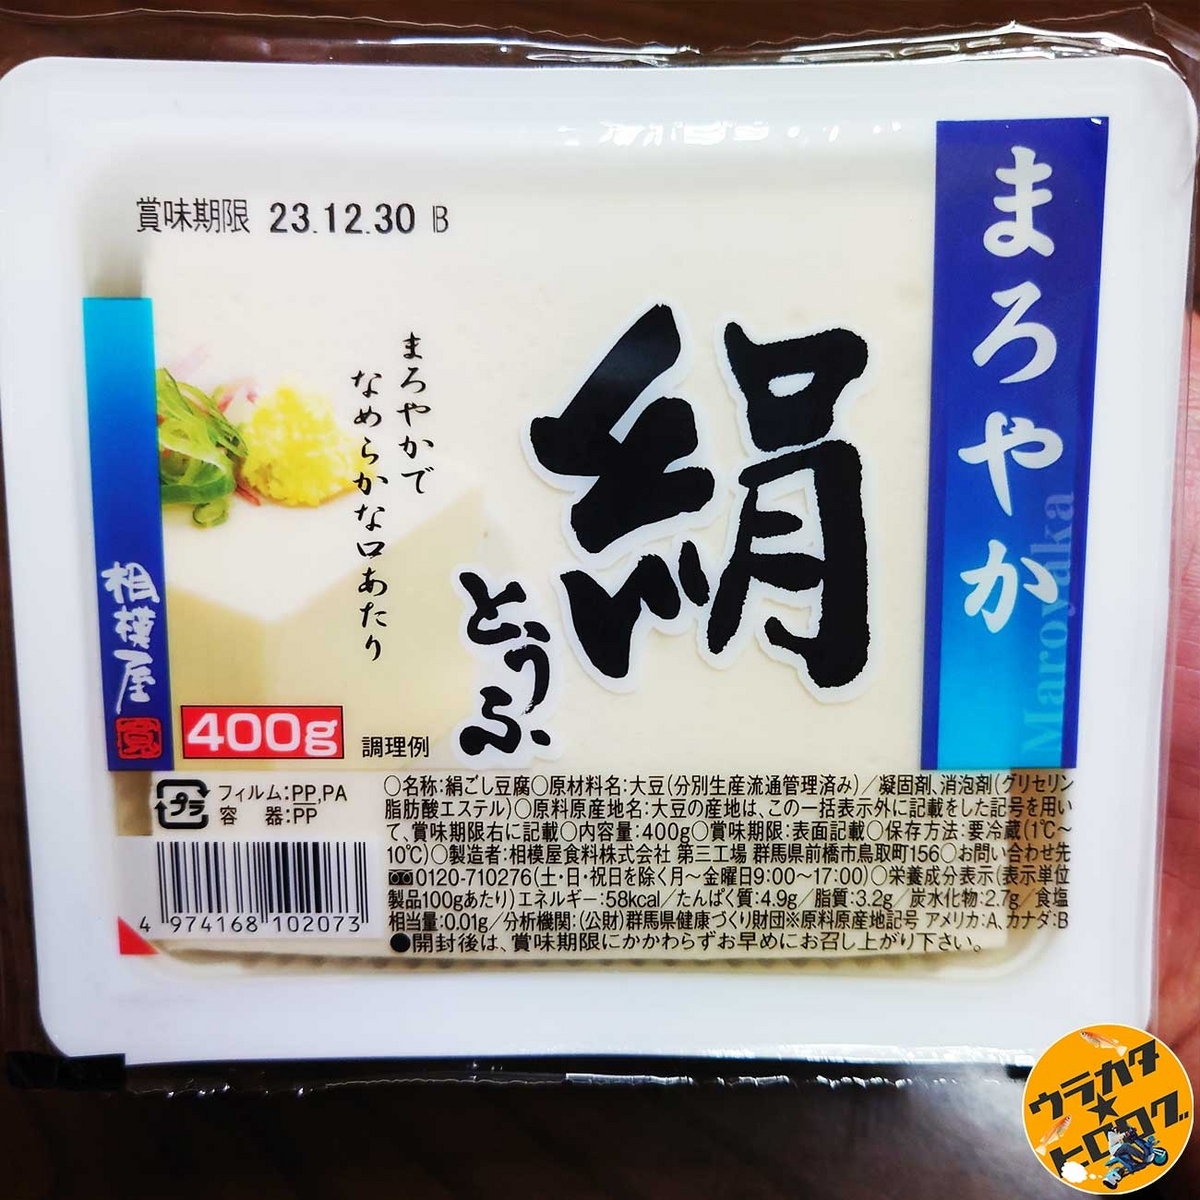 賞味期限 23.12.30 B
まろやか
Maroyaka
絹
とうふ
まろやかで
なめらかな口あたり
相模屋
400g
調理例
プラ
フィルム:PP,PA
容 器:PP
4 974168 102073
○名称:絹ごし豆腐○原材料名:大豆(分別生産流通管理済み)/凝固剤、消泡剤(グリセリン
脂肪酸エステル)○原料原産地名:大豆の産地は、この一括表示外に記載をした記号を用い
て、賞味期限右に記載○内容量:400g○賞味期限:表面記載○保存方法:要冷蔵(1℃～
10℃)○製造者:相模屋食料株式会社 第三工場 群馬県前橋市鳥取町156○お問い合わせ先
0120-710276(土・日・祝日を除く月～金曜日9:00～17:00)○栄養成分表示(表示単位
製品100gあたり)エネルギー:58kcal/たんぱく質:4.9g/脂質:3.2g/炭水化物:2.7g/食塩
相当量:0.01g/分析機関:(公財)群馬県健康づくり財団※原料原産地記号 アメリカ:A、カナダ:B
●開封後は、賞味期限にかかわらずお早めにお召し上がり下さい。
ウラカタ
★
ヒロログ